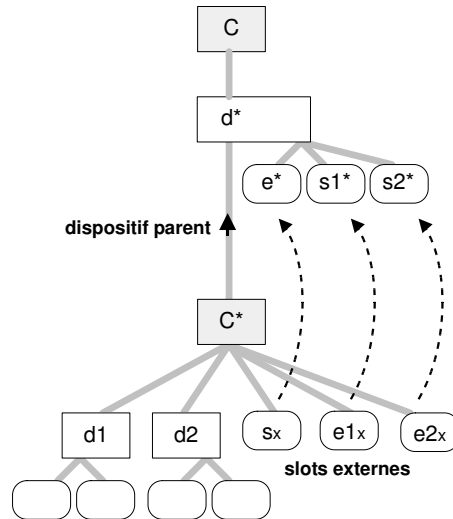 C
d*
e* s1* s2*
dispositif parent
C*
d1 d2 sx e1x e2x
slots externes